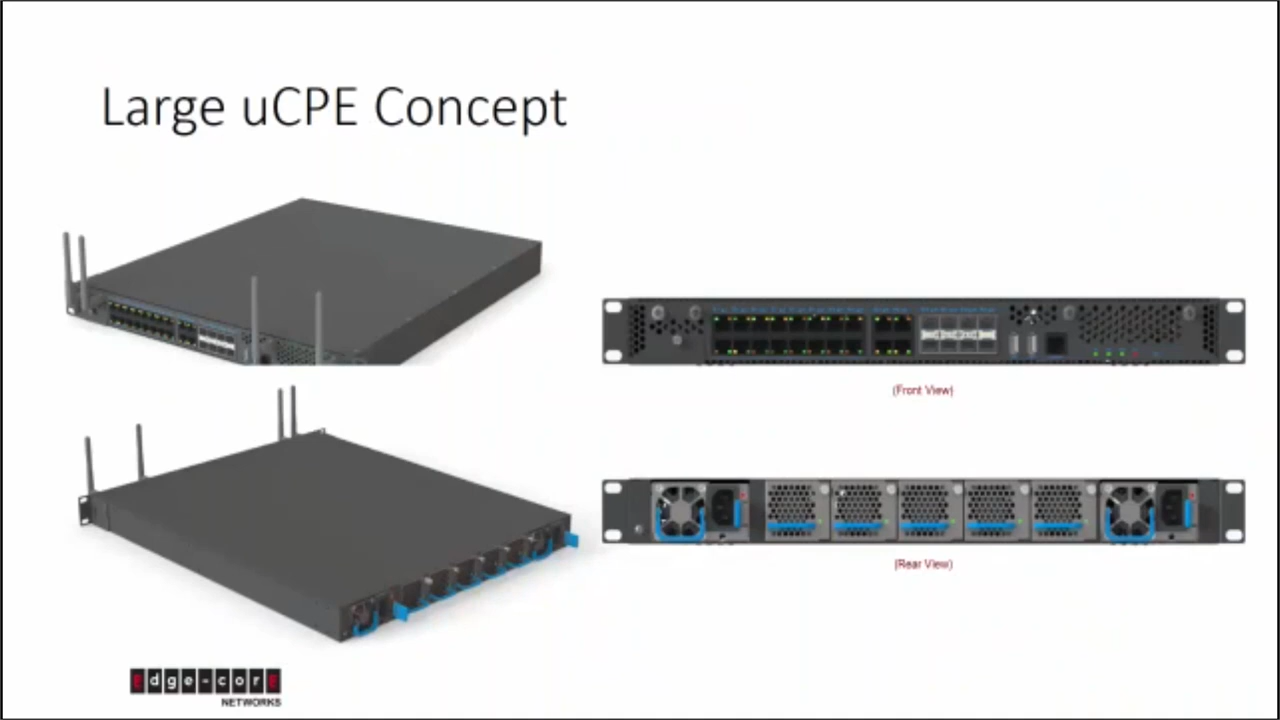 Large uCPE Concept
(Front View)
(Rear View)
Edge-corE
NETWORKS